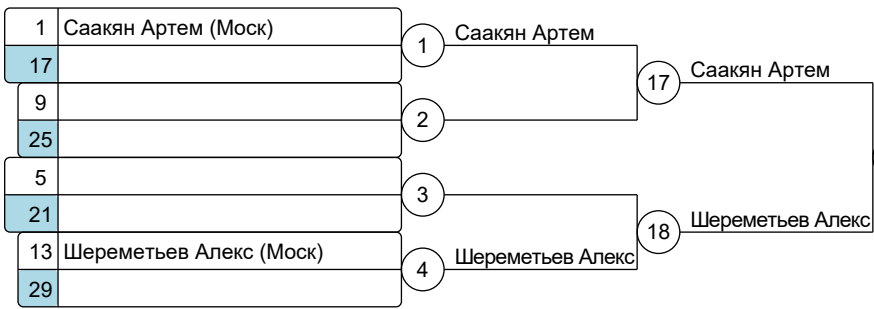 1 Саакян Артем (Моск)
17
1 Саакян Артем
9
25
2
17 Саакян Артем
5
21
3
13 Шереметьев Алекс (Моск)
29
4 Шереметьев Алекс
18 Шереметьев Алекс